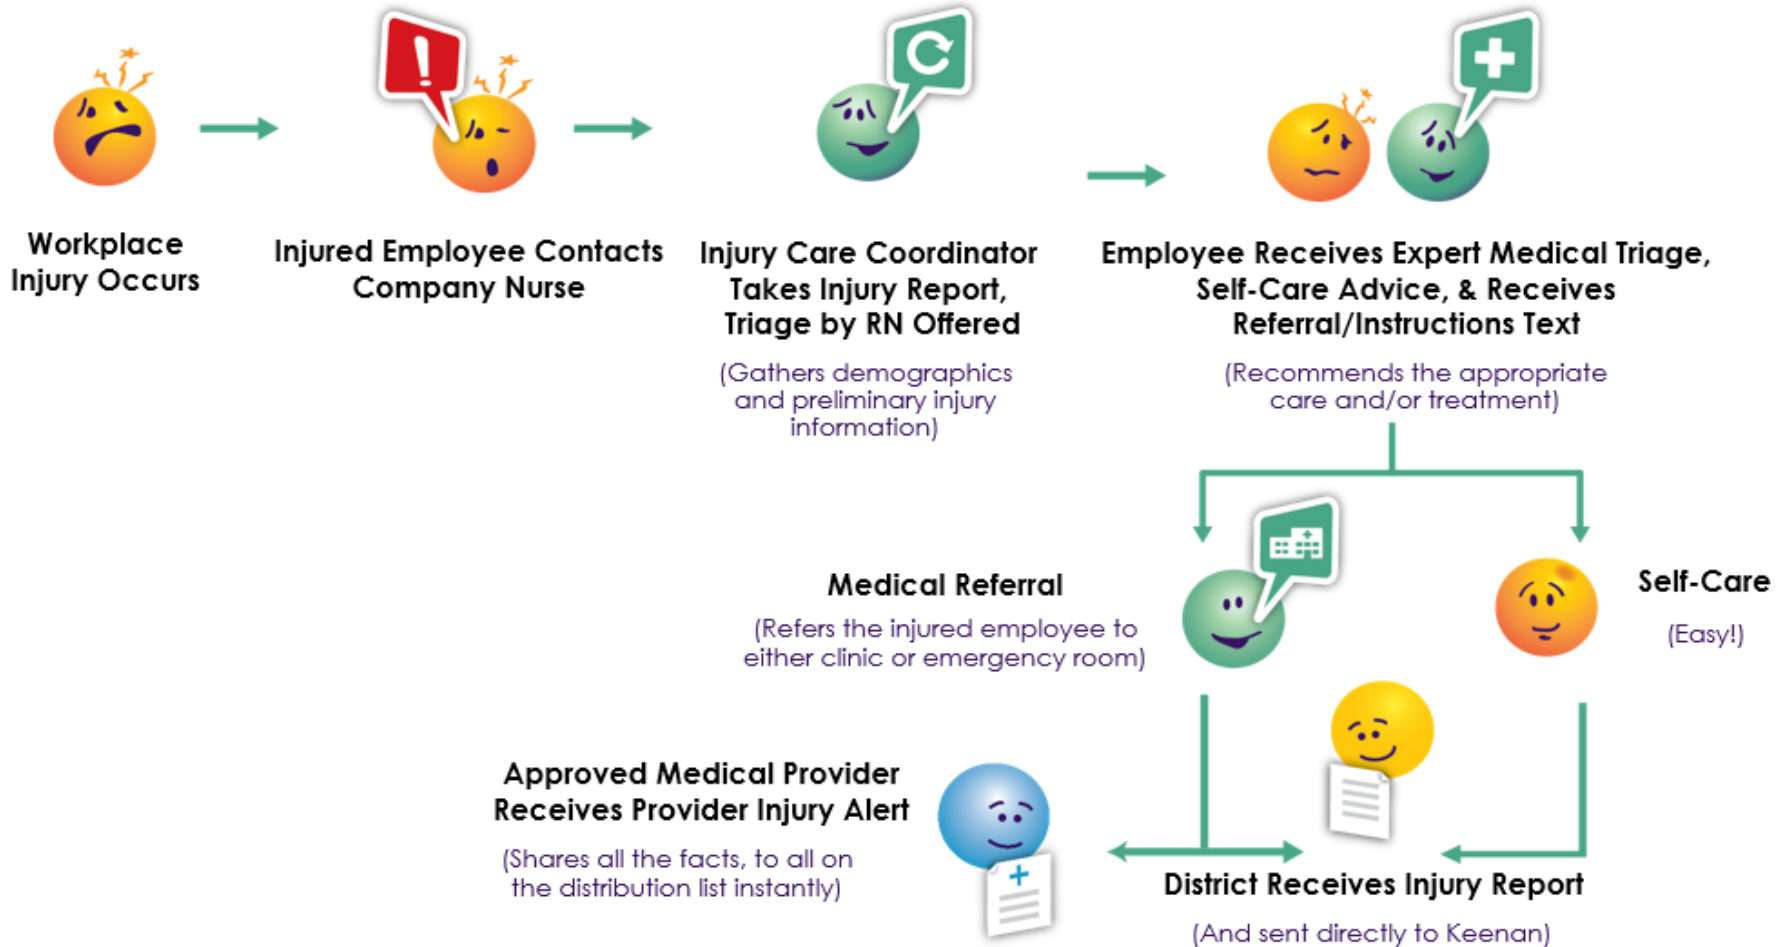 Workplace
Injury Occurs
Injured Employee Contacts
Company Nurse
Injury Care Coordinator
Takes Injury Report,
Triage by RN Offered
(Gathers demographics
and preliminary injury
information)
Employee Receives Expert Medical Triage,
Self-Care Advice, & Receives
Referral/Instructions Text
(Recommends the appropriate
care and/or treatment)
Medical Referral
(Refers the injured employee to
either clinic or emergency room)
Self-Care
(Easy!)
Approved Medical Provider
Receives Provider Injury Alert
(Shares all the facts, to all on
the distribution list instantly)
District Receives Injury Report
(And sent directly to Keenan)